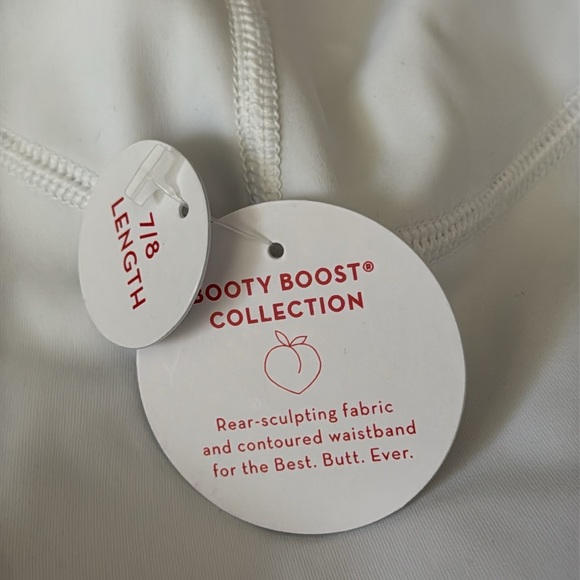 7/8
LENGTH
BOOTY BOOST®
COLLECTION
Rear-sculpting fabric
and contoured waistband
for the Best. Butt. Ever.